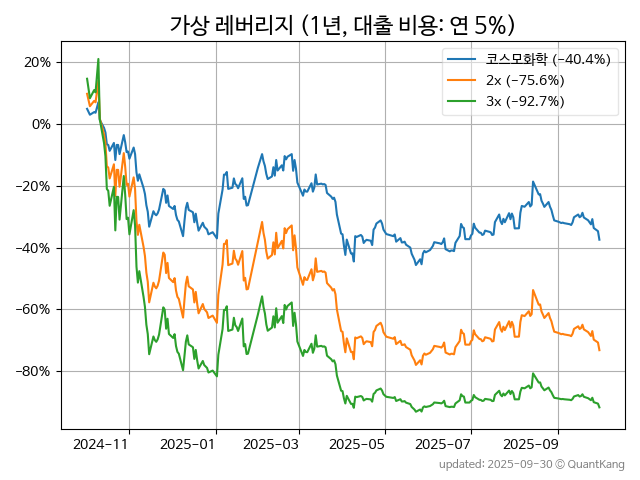 가상 레버리지 (1년, 대출 비용: 연 5%)
코스모화학 (−40.4%)
2x (−75.6%)
3x (−92.7%)
20%
0%
−20%
−40%
−60%
−80%
2024-11
2025-01
2025-03
2025-05
2025-07
2025-09
updated: 2025-09-30 © QuantKang